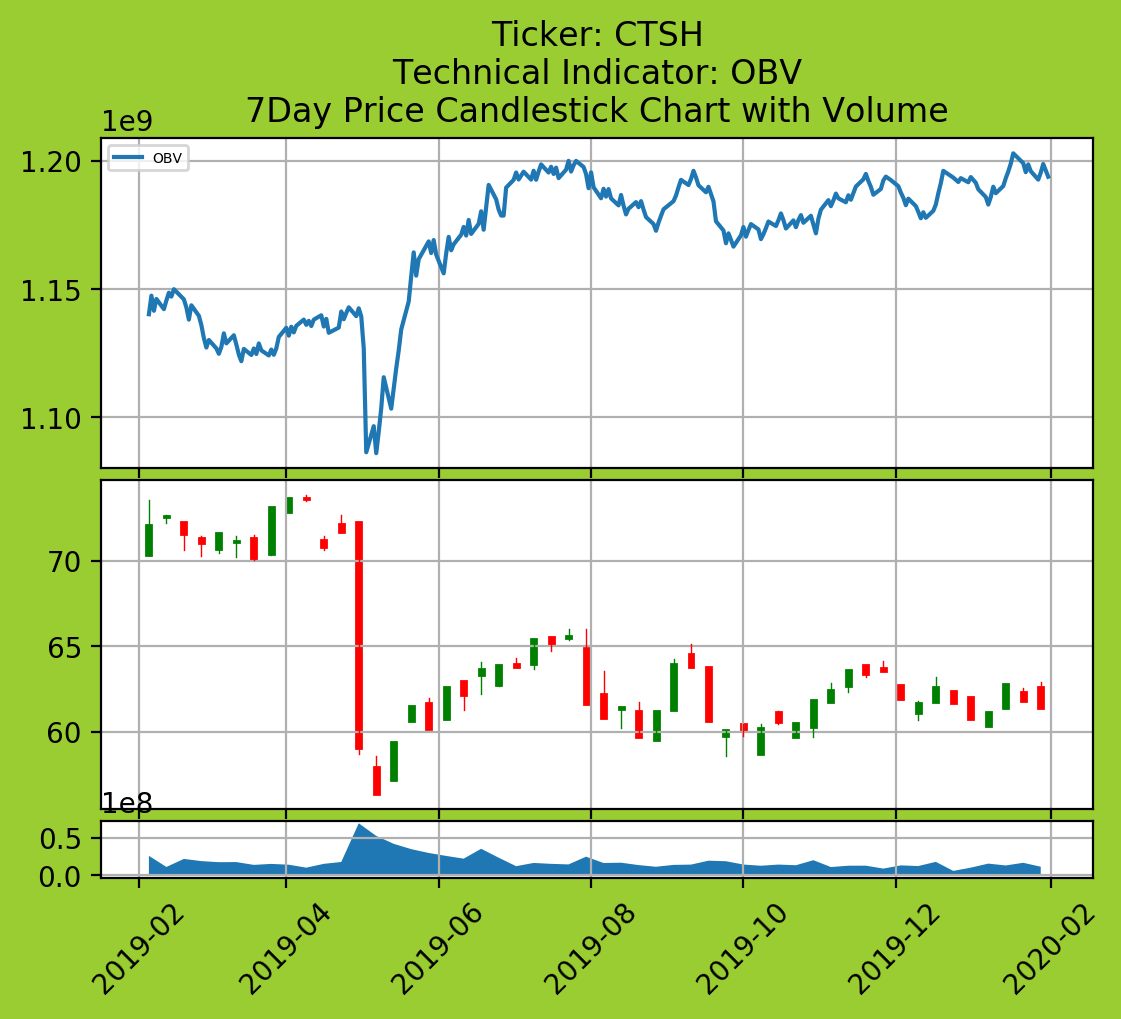 Ticker: CTSH
Technical Indicator: OBV
7Day Price Candlestick Chart with Volume
1e9
OBV
1.20
1.15
1.10
70
65
60
1e8
0.5
0.0
2019-02
2019-04
2019-06
2019-08
2019-10
2019-12
2020-02